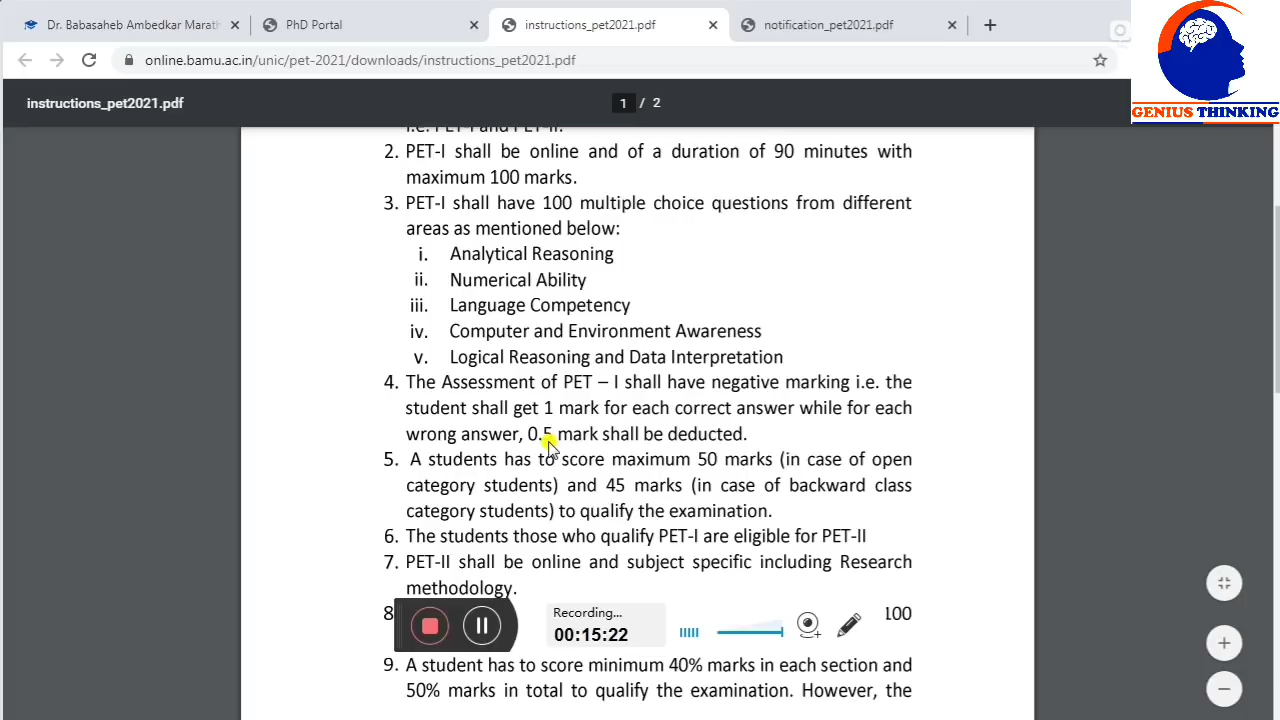 Dr. Babasaheb Ambedkar Marath
PhD Portal
instructions_pet2021.pdf
notification_pet2021.pdf
online.bamu.ac.in/unic/pet-2021/downloads/instructions_pet2021.pdf
GENIUS THINKING
instructions_pet2021.pdf
1 / 2
i.e. PET-I and PET-II.
2. PET-I shall be online and of a duration of 90 minutes with
maximum 100 marks.
3. PET-I shall have 100 multiple choice questions from different
areas as mentioned below:
i. Analytical Reasoning
ii. Numerical Ability
iii. Language Competency
iv. Computer and Environment Awareness
v. Logical Reasoning and Data Interpretation
4. The Assessment of PET – I shall have negative marking i.e. the
student shall get 1 mark for each correct answer while for each
wrong answer, 0.5 mark shall be deducted.
5. A students has to score maximum 50 marks (in case of open
category students) and 45 marks (in case of backward class
category students) to qualify the examination.
6. The students those who qualify PET-I are eligible for PET-II
7. PET-II shall be online and subject specific including Research
methodology.
8 100
Recording...
00:15:22
9. A student has to score minimum 40% marks in each section and
50% marks in total to qualify the examination. However, the